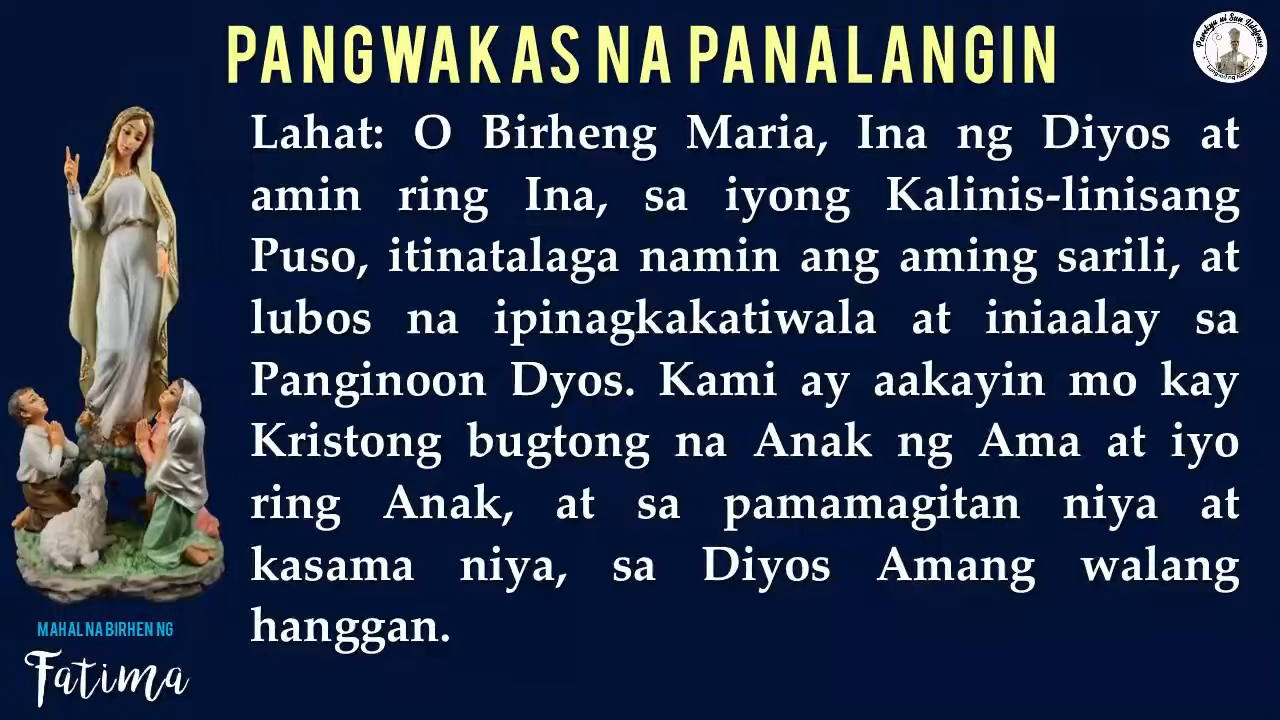 PANGWAKAS NA PANALANGIN
Lahat: O Birheng Maria, Ina ng Diyos at
amin ring Ina, sa iyong Kalinis-linisang
Puso, itinatalaga namin ang aming sarili, at
lubos na ipinagkakatiwala at iniaalay sa
Panginoon Dyos. Kami ay aakayin mo kay
Kristong bugtong na Anak ng Ama at iyo
ring Anak, at sa pamamagitan niya at
kasama niya, sa Diyos Amang walang
hanggan.
MAHAL NA BIRHEN NG
Fatima